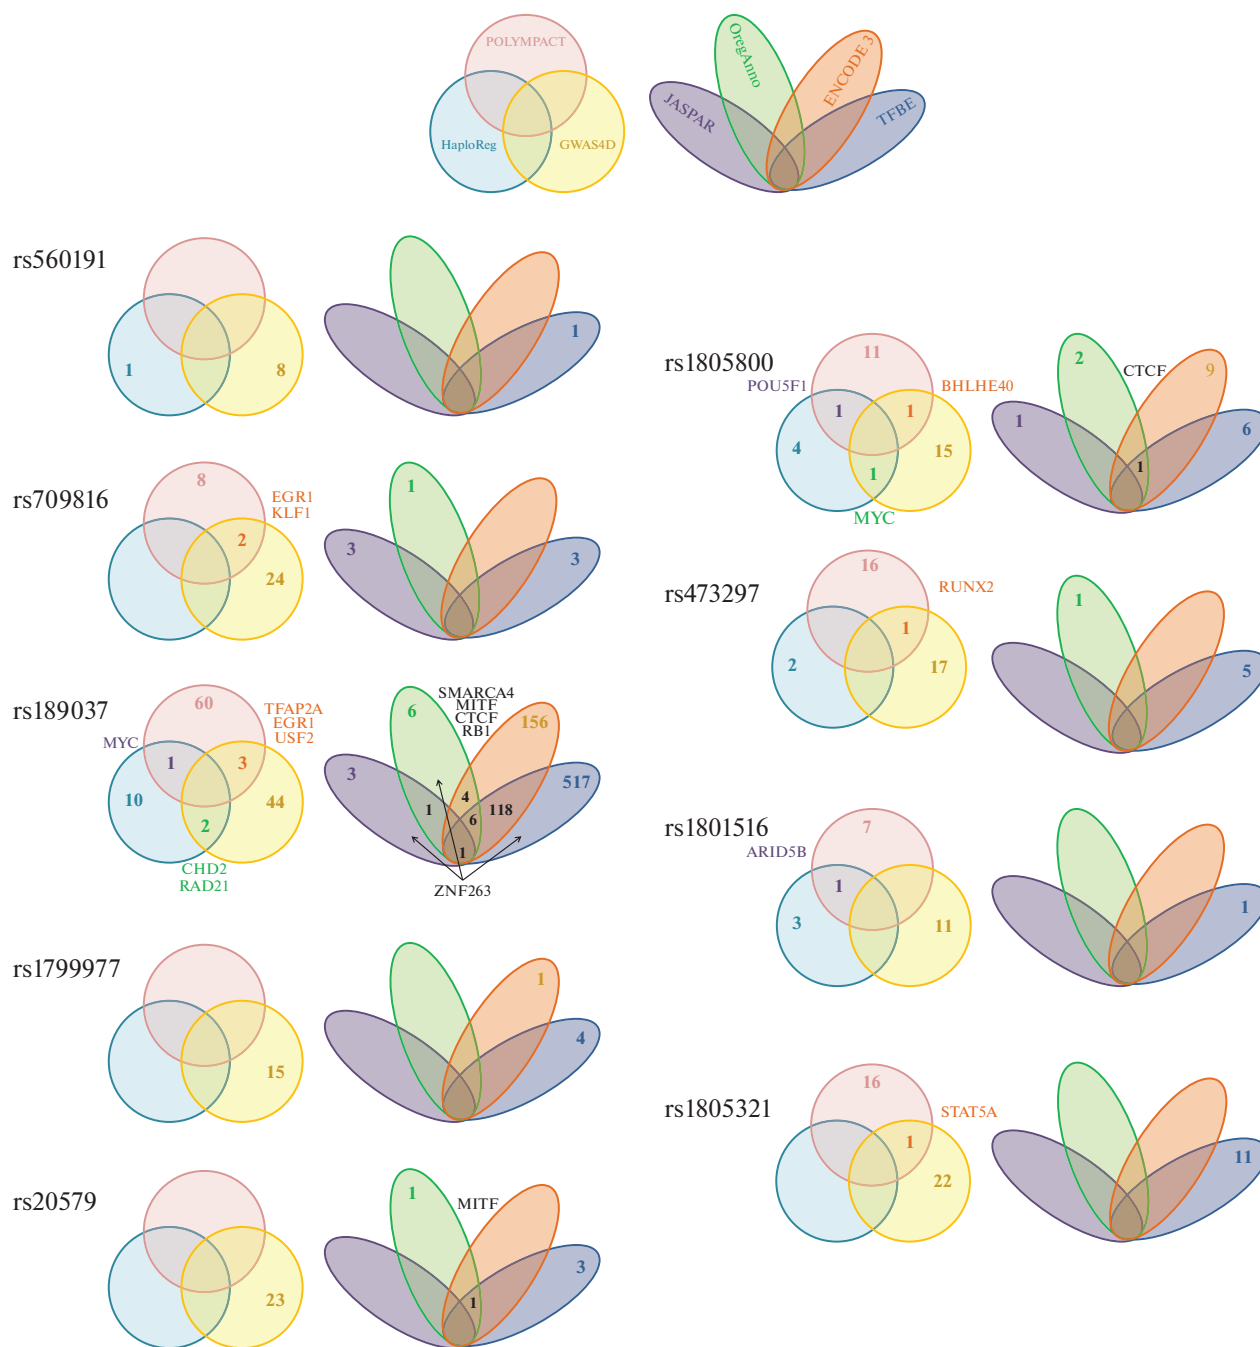 POLYMPACT
HaploReg
GWAS4D
JASPAR
OregAnno
ENCODE 3
TFBE
rs560191
1
8
1
rs709816
8
EGR1
KLF1
2
24
1
3
3
rs189037
60
TFAP2A
EGR1
USF2
MYC
1
3
10
44
2
CHD2
RAD21
SMARCA4
MITF
CTCF
RB1
6
156
3
517
1
4
118
6
1
ZNF263
rs1799977
15
1
4
rs20579
23
1
MITF
3
1
rs1805800
11
POU5F1
BHLHE40
1
1
4
15
1
MYC
2
CTCF
9
1
6
1
rs473297
16
RUNX2
1
2
17
1
5
rs1801516
7
ARID5B
1
3
11
1
rs1805321
16
STAT5A
1
22
11